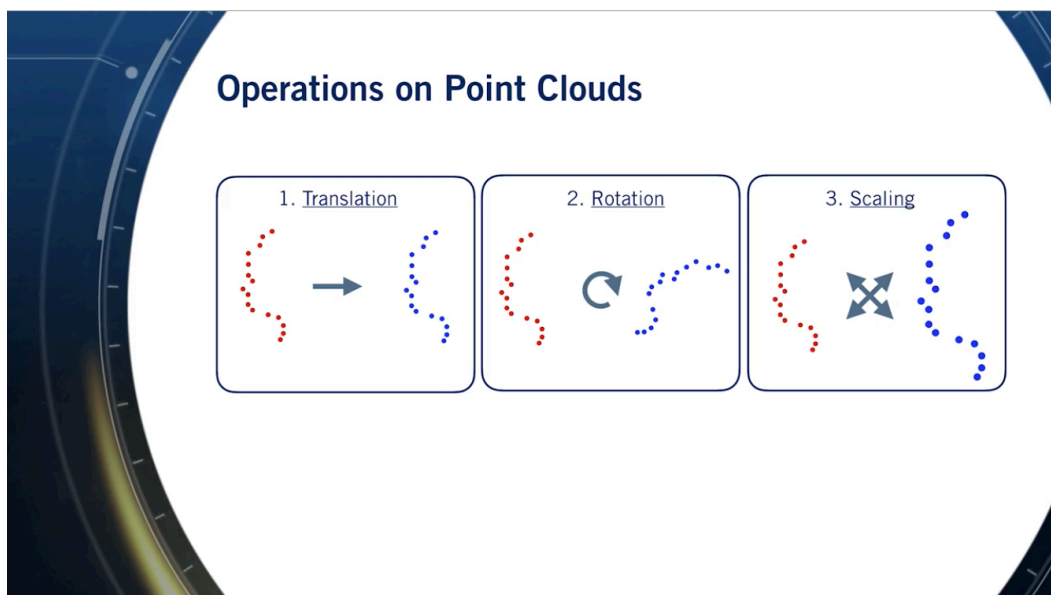 Operations on Point Clouds
1. Translation
2. Rotation
3. Scaling